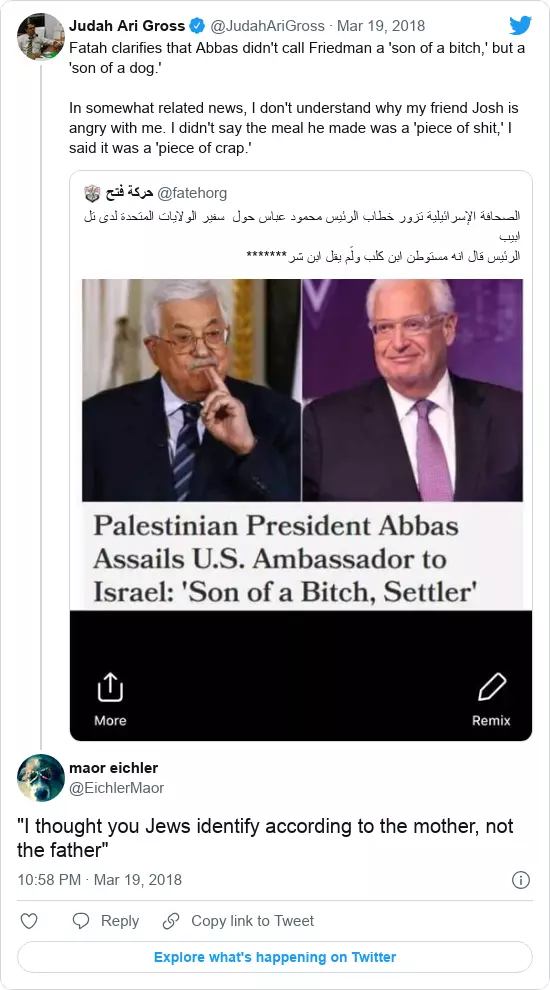 Judah Ari Gross @JudahAriGross · Mar 19, 2018
Fatah clarifies that Abbas didn't call Friedman a 'son of a bitch,' but a
'son of a dog.'
In somewhat related news, I don't understand why my friend Josh is
angry with me. I didn't say the meal he made was a 'piece of shit,' I
said it was a 'piece of crap.'
حركة فتح @fatehorg
الصحافة الإسرائيلية تزور خطاب الرئيس محمود عباس حول سفير الولايات المتحدة لدى تل
ابيب
الرئيس قال انه مستوطن ابن كلب ولّم يقل ابن شر*******
Palestinian President Abbas
Assails U.S. Ambassador to
Israel: 'Son of a Bitch, Settler'
More
Remix
maor eichler
@EichlerMaor
"I thought you Jews identify according to the mother, not
the father"
10:58 PM · Mar 19, 2018
Reply
Copy link to Tweet
Explore what's happening on Twitter